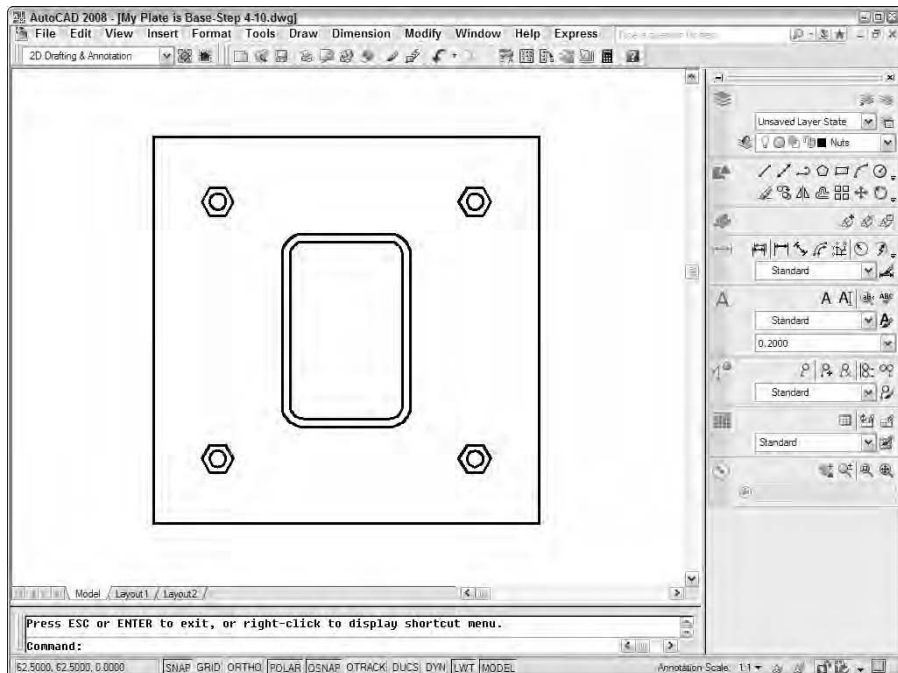 AutoCAD 2008 - [My Plate is Base-Step 4-10.dwg]
File Edit View Insert Format Tools Draw Dimension Modify Window Help Express
2D Drafting & Annotation
Unsaved Layer State
Nuts
Standard
A A AI ABC
Standard A
0.2000
Standard
Standard
Model Layout1 Layout2
Press ESC or ENTER to exit, or right-click to display shortcut menu.
Command:
62.5000, 62.5000, 0.0000 SNAP GRID ORTHO POLAR OSNAP OTRACK DUCS DYN LWT MODEL Annotation Scale: 1:1